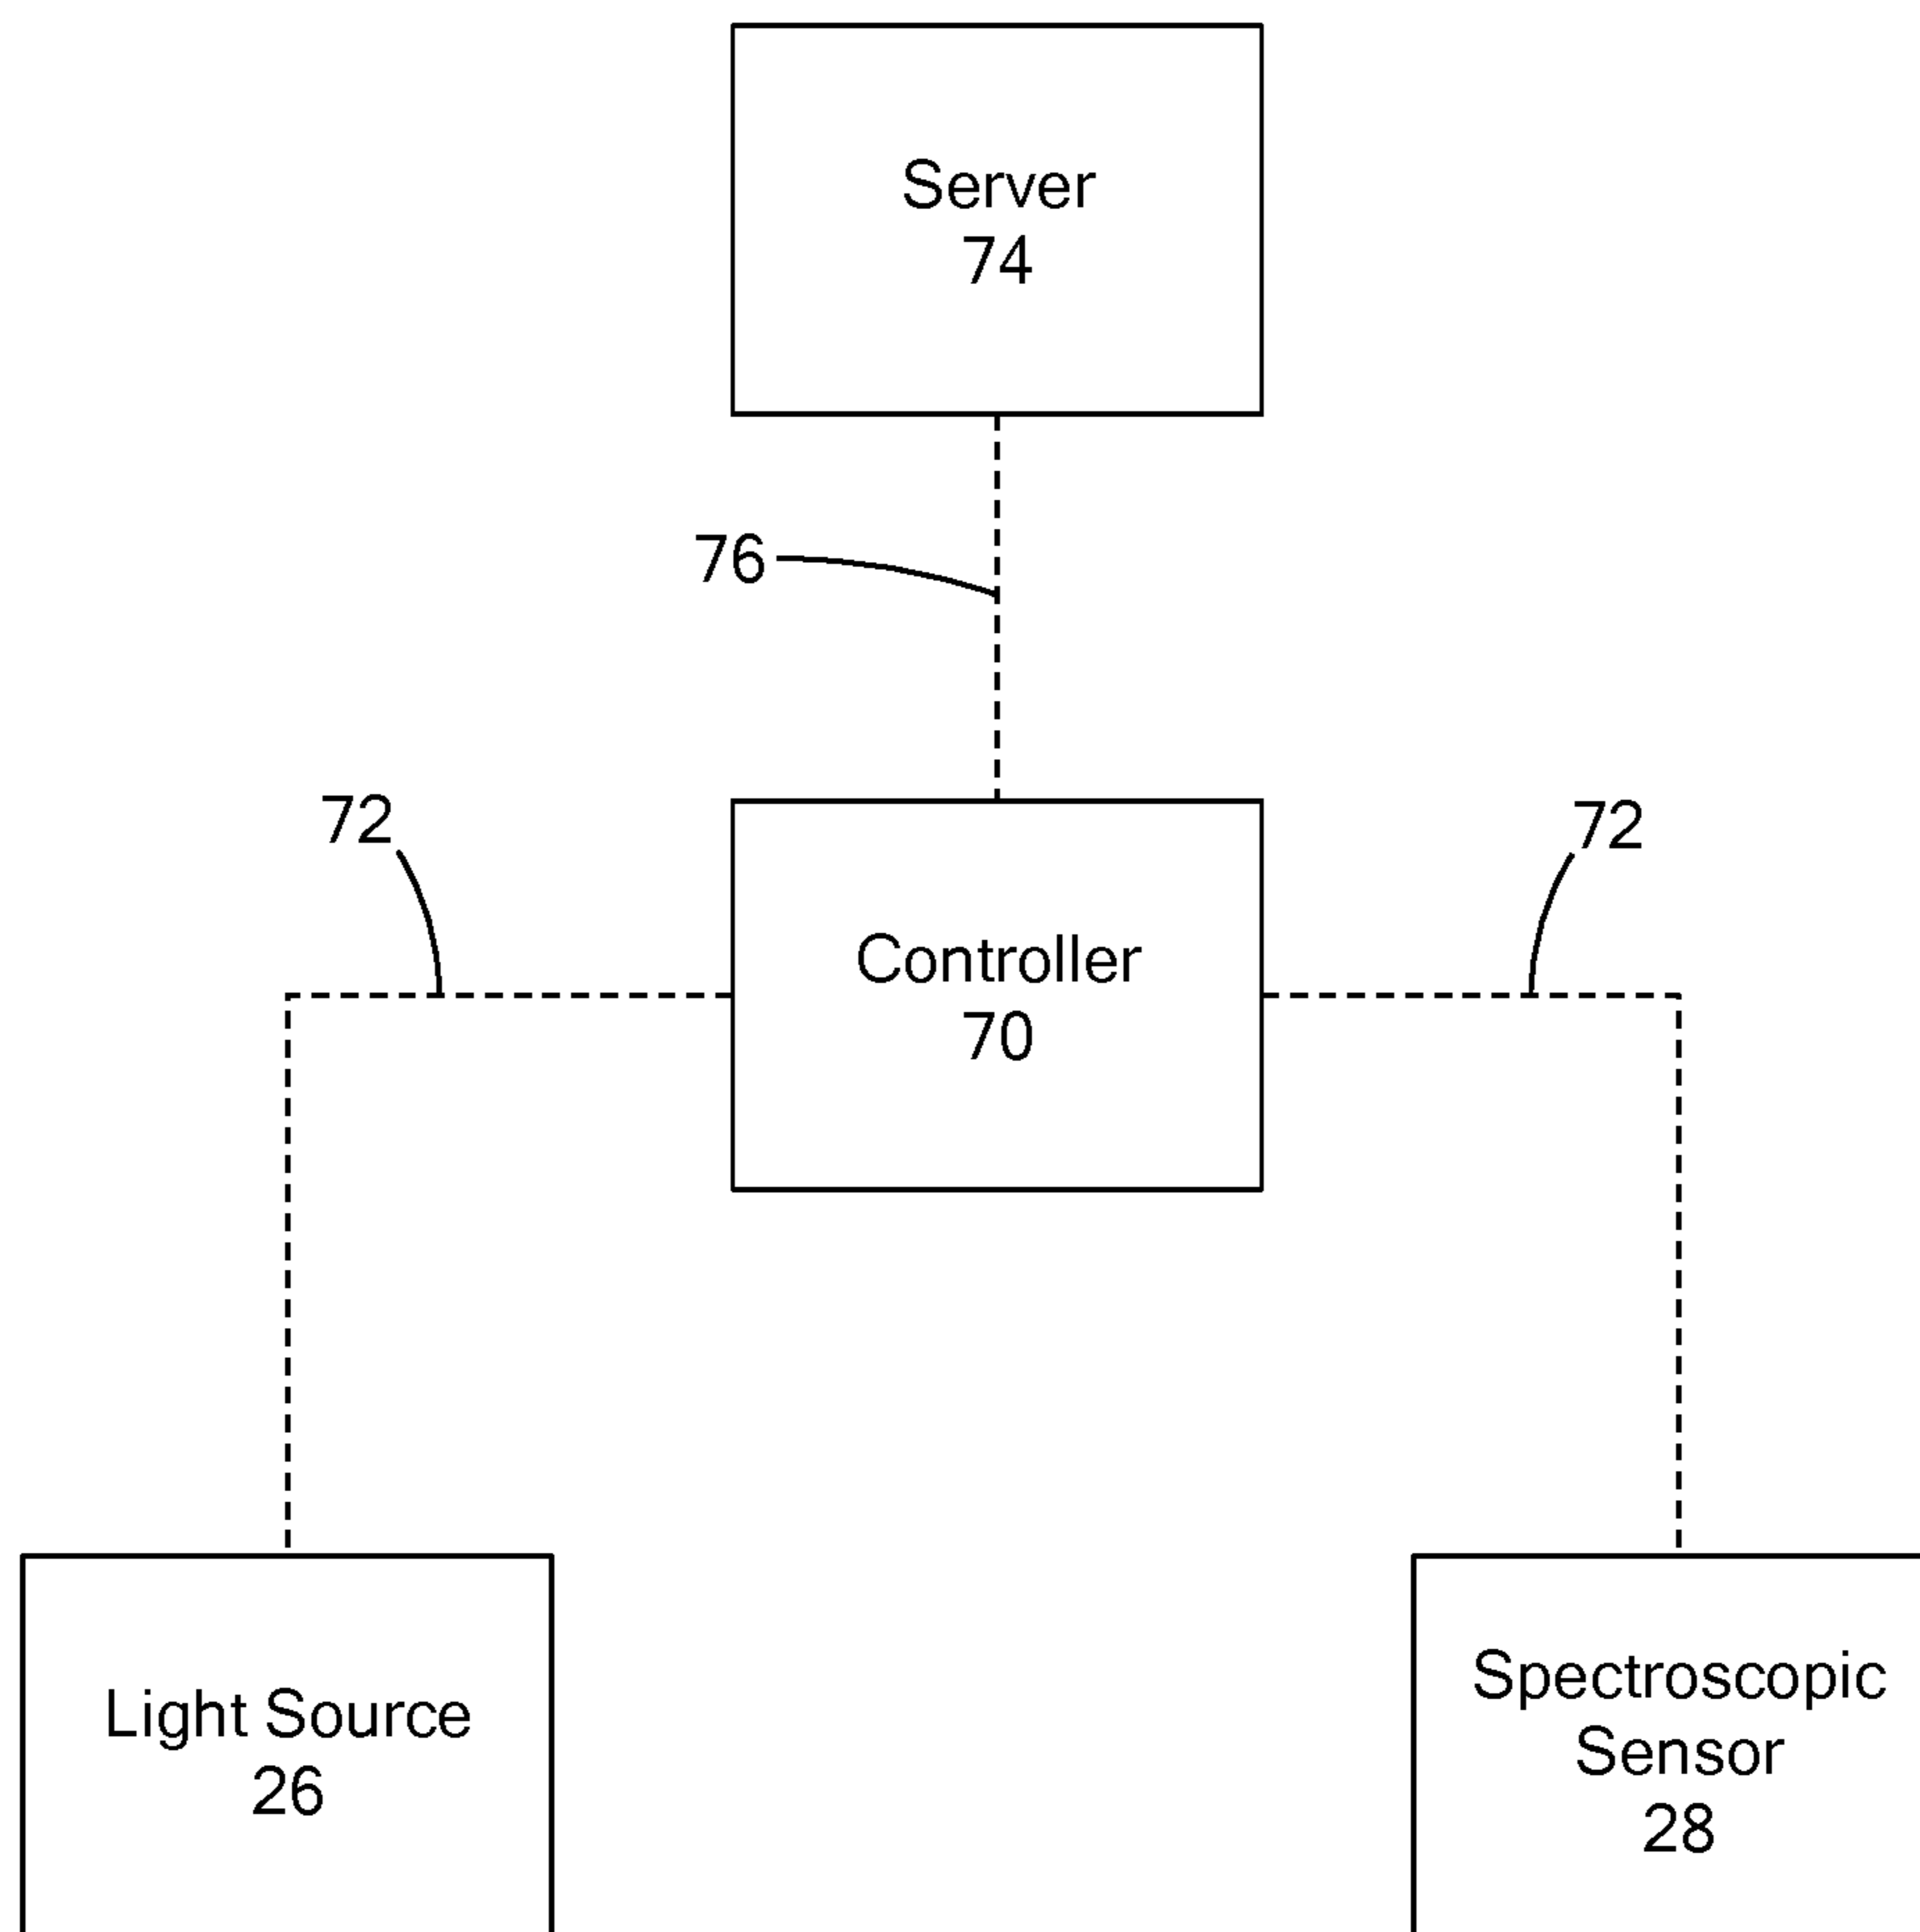 Server
74
76
72
72
Controller
70
Light Source
26
Spectroscopic
Sensor
28